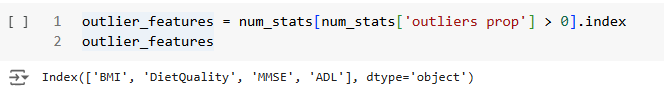 [ ] 1 outlier_features = num_stats[num_stats['outliers prop'] > 0].index
2 outlier_features
Index(['BMI', 'DietQuality', 'MMSE', 'ADL'], dtype='object')